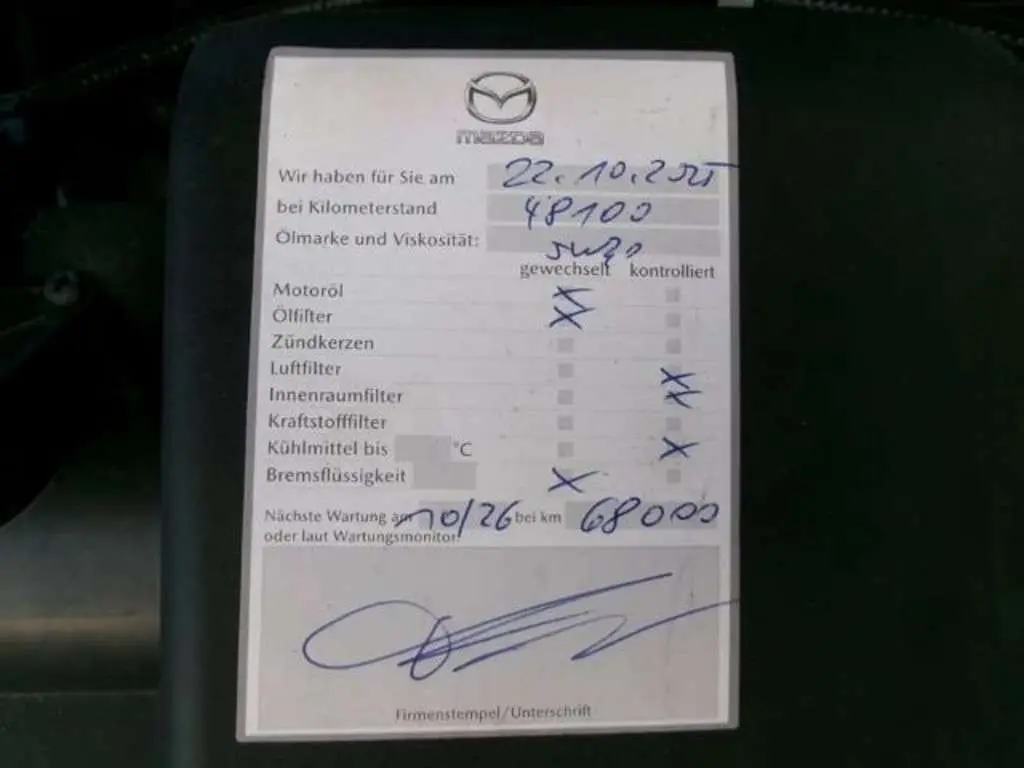 mazda
Wir haben für Sie am 22.10.2025
bei Kilometerstand 48100
Ölmarke und Viskosität: 5W30
gewechselt kontrolliert
Motoröl X
Ölfilter X
Zündkerzen
Luftfilter X
Innenraumfilter X
Kraftstofffilter
Kühlmittel bis °C X
Bremsflüssigkeit X
Nächste Wartung am 10/26 bei km 68000
oder laut Wartungsmonitor!
Firmenstempel/Unterschrift